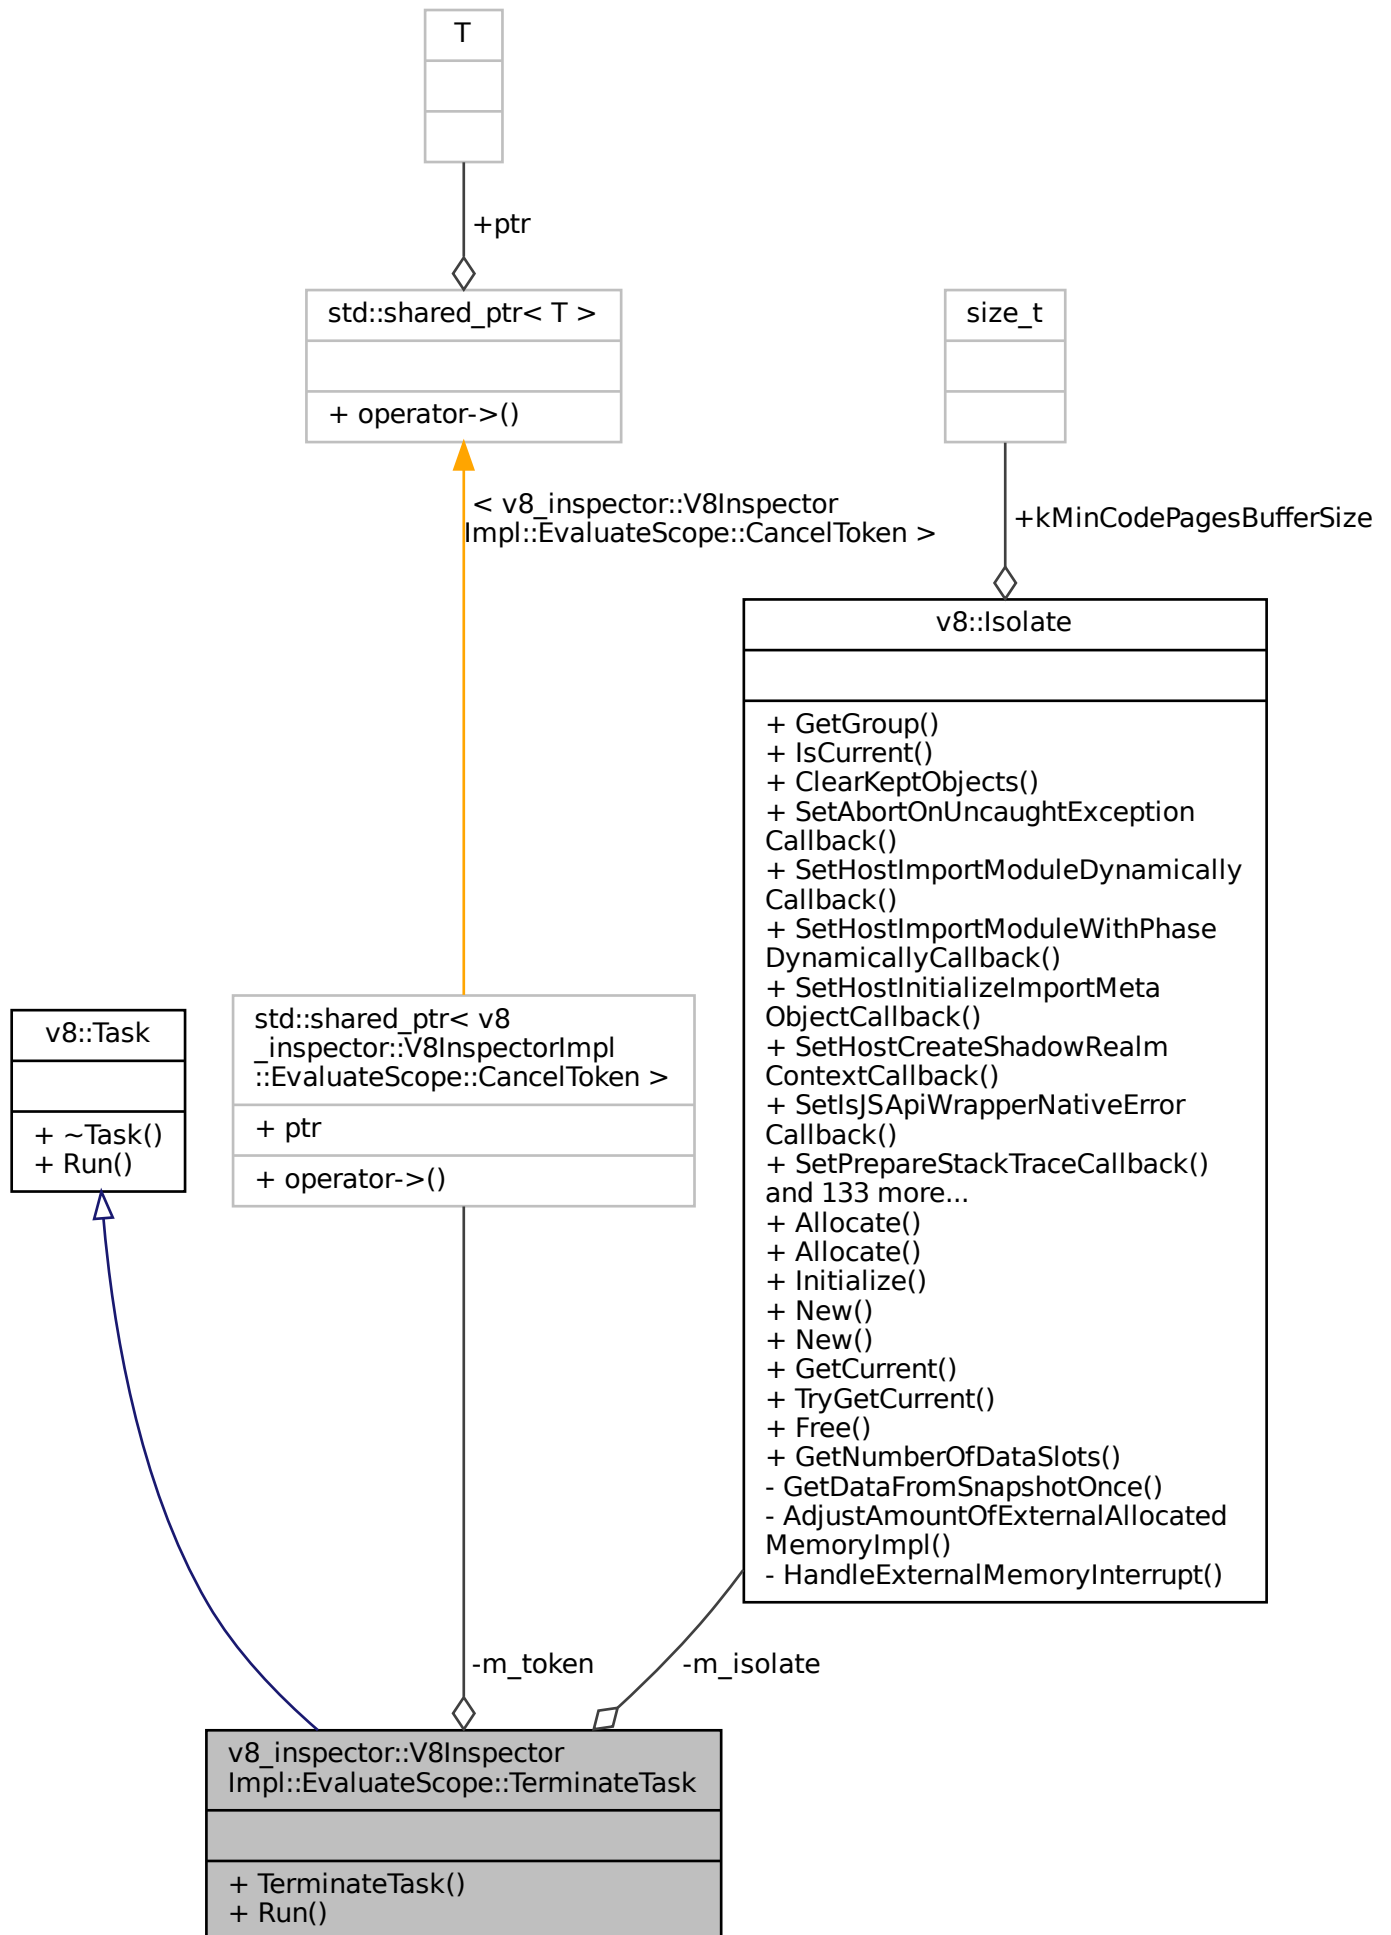 T
+ptr
std::shared_ptr< T >
+ operator->()
size_t
< v8_inspector::V8Inspector
Impl::EvaluateScope::CancelToken >
+kMinCodePagesBufferSize
v8::Isolate
+ GetGroup()
+ IsCurrent()
+ ClearKeptObjects()
+ SetAbortOnUncaughtException
Callback()
+ SetHostImportModuleDynamically
Callback()
+ SetHostImportModuleWithPhase
DynamicallyCallback()
+ SetHostInitializeImportMeta
ObjectCallback()
+ SetHostCreateShadowRealm
ContextCallback()
+ SetIsJSApiWrapperNativeError
Callback()
+ SetPrepareStackTraceCallback()
and 133 more...
+ Allocate()
+ Allocate()
+ Initialize()
+ New()
+ New()
+ GetCurrent()
+ TryGetCurrent()
+ Free()
+ GetNumberOfDataSlots()
- GetDataFromSnapshotOnce()
- AdjustAmountOfExternalAllocated
MemoryImpl()
- HandleExternalMemoryInterrupt()
v8::Task
+ ~Task()
+ Run()
std::shared_ptr< v8
_inspector::V8InspectorImpl
::EvaluateScope::CancelToken >
+ ptr
+ operator->()
-m_token
-m_isolate
v8_inspector::V8Inspector
Impl::EvaluateScope::TerminateTask
+ TerminateTask()
+ Run()